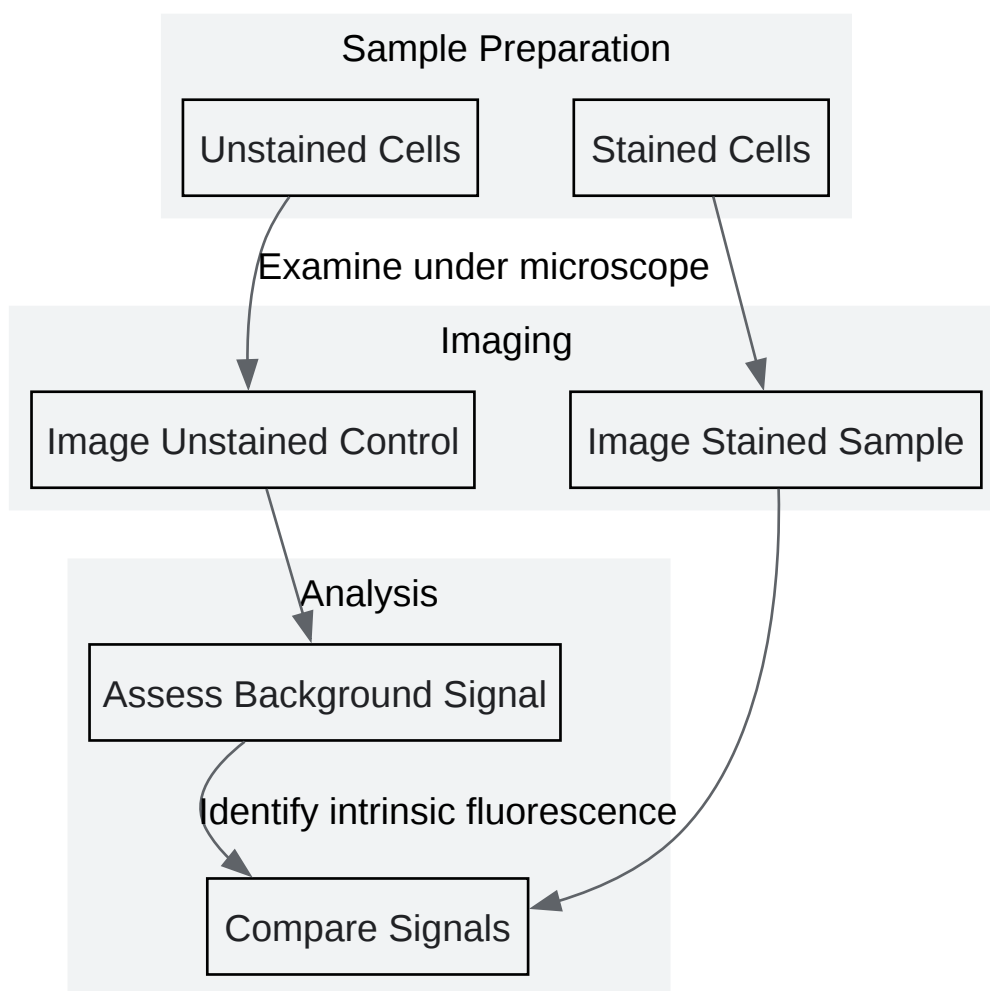 Sample Preparation
Unstained Cells
Stained Cells
Examine under microscope
Imaging
Image Unstained Control
Image Stained Sample
Analysis
Assess Background Signal
Identify intrinsic fluorescence
Compare Signals